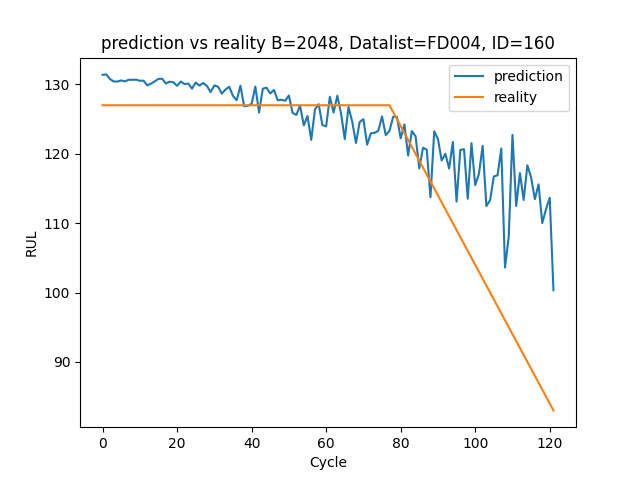 prediction vs reality B=2048, Datalist=FD004, ID=160
prediction
reality
130
120
110
100
90
RUL
0 20 40 60 80 100 120
Cycle